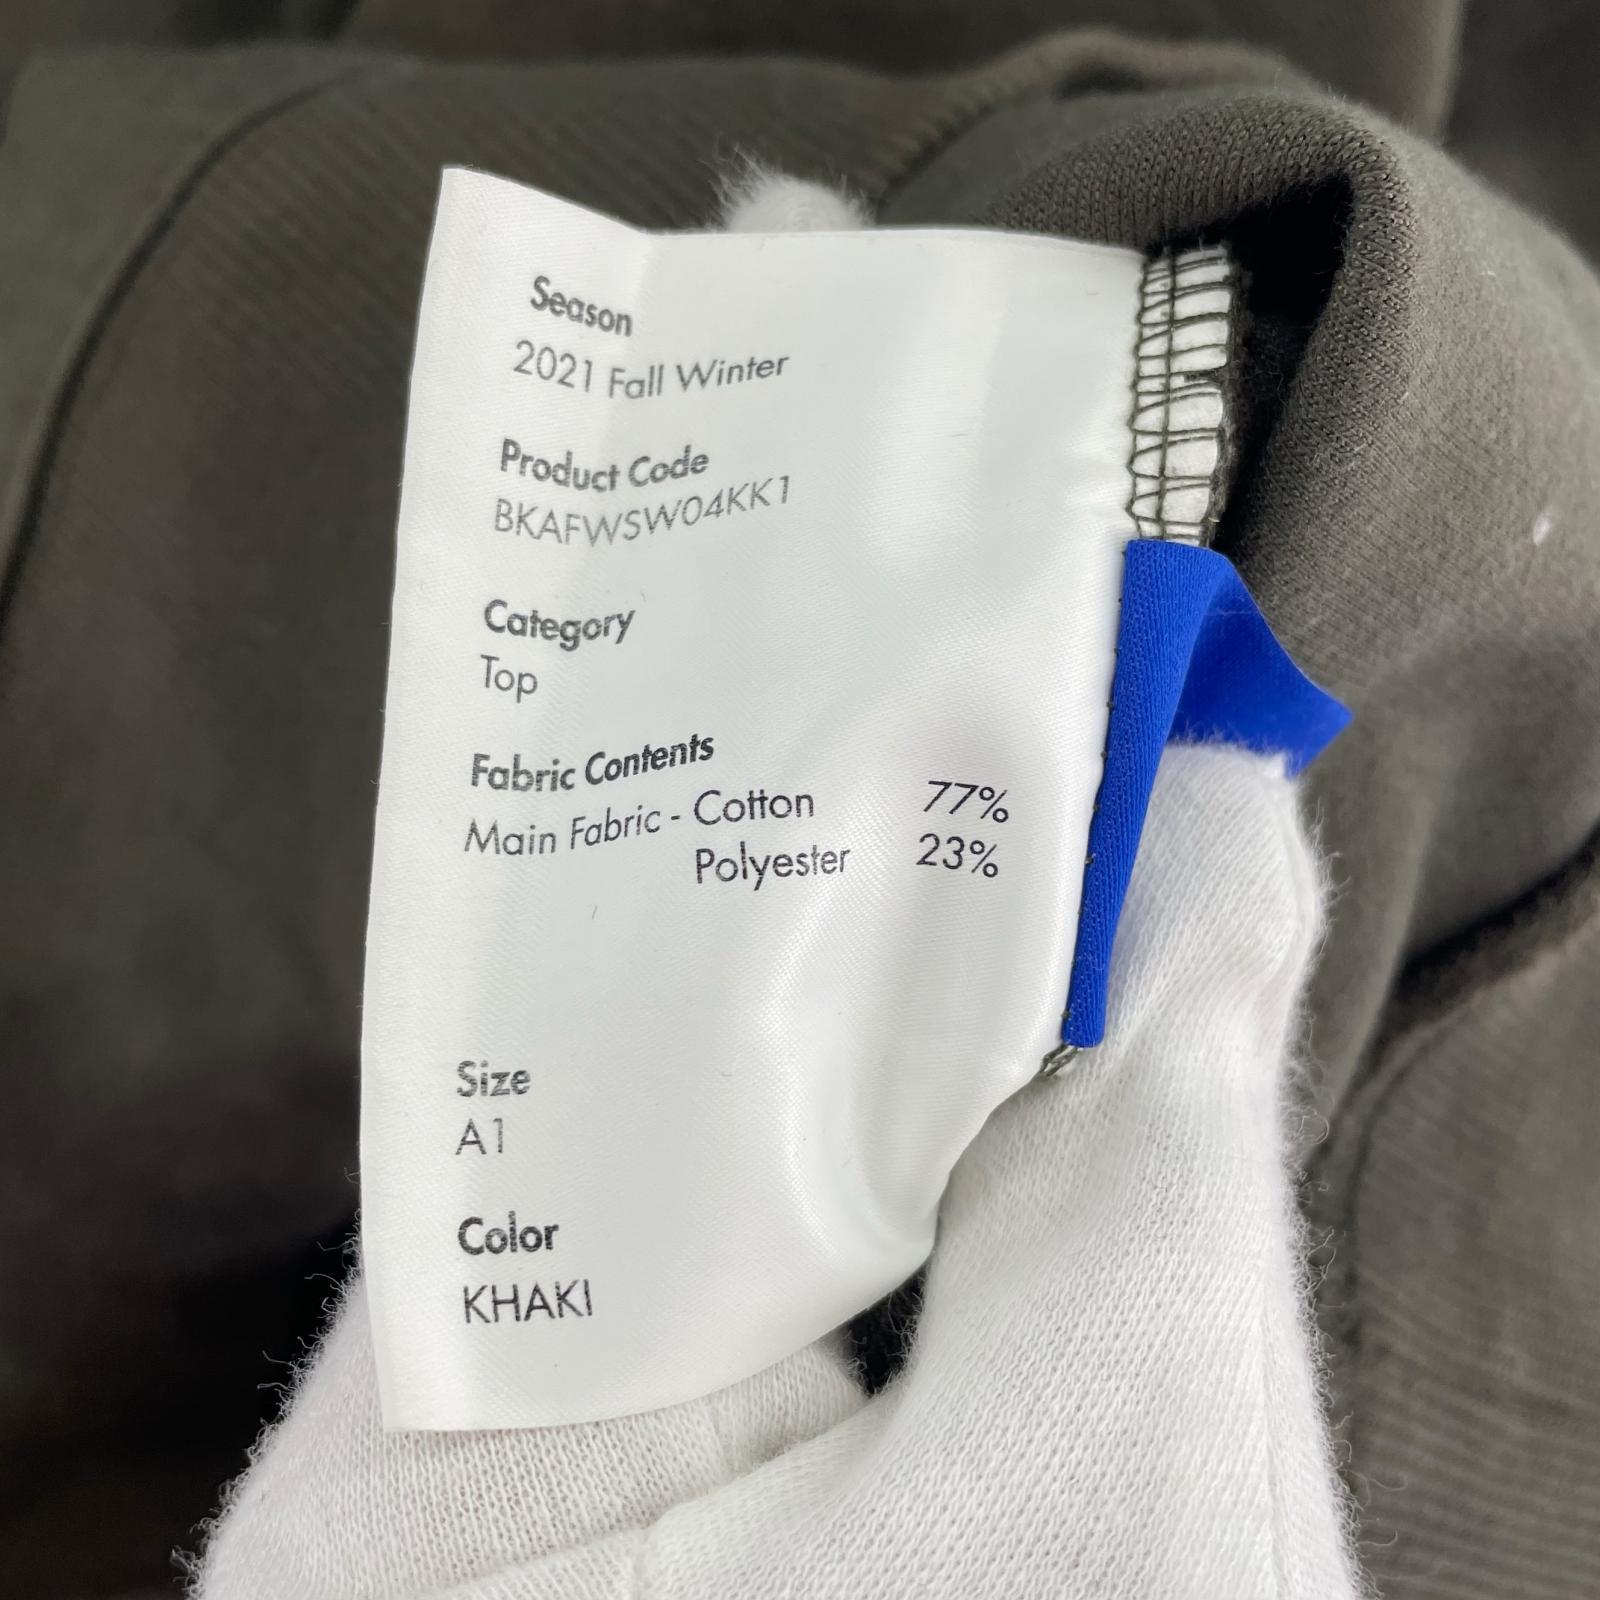 Season
2021 Fall Winter
Product Code
BKAFWSW04KK1
Category
Top
Fabric Contents
Main Fabric - Cotton 77%
Polyester 23%
Size
A1
Color
KHAKI